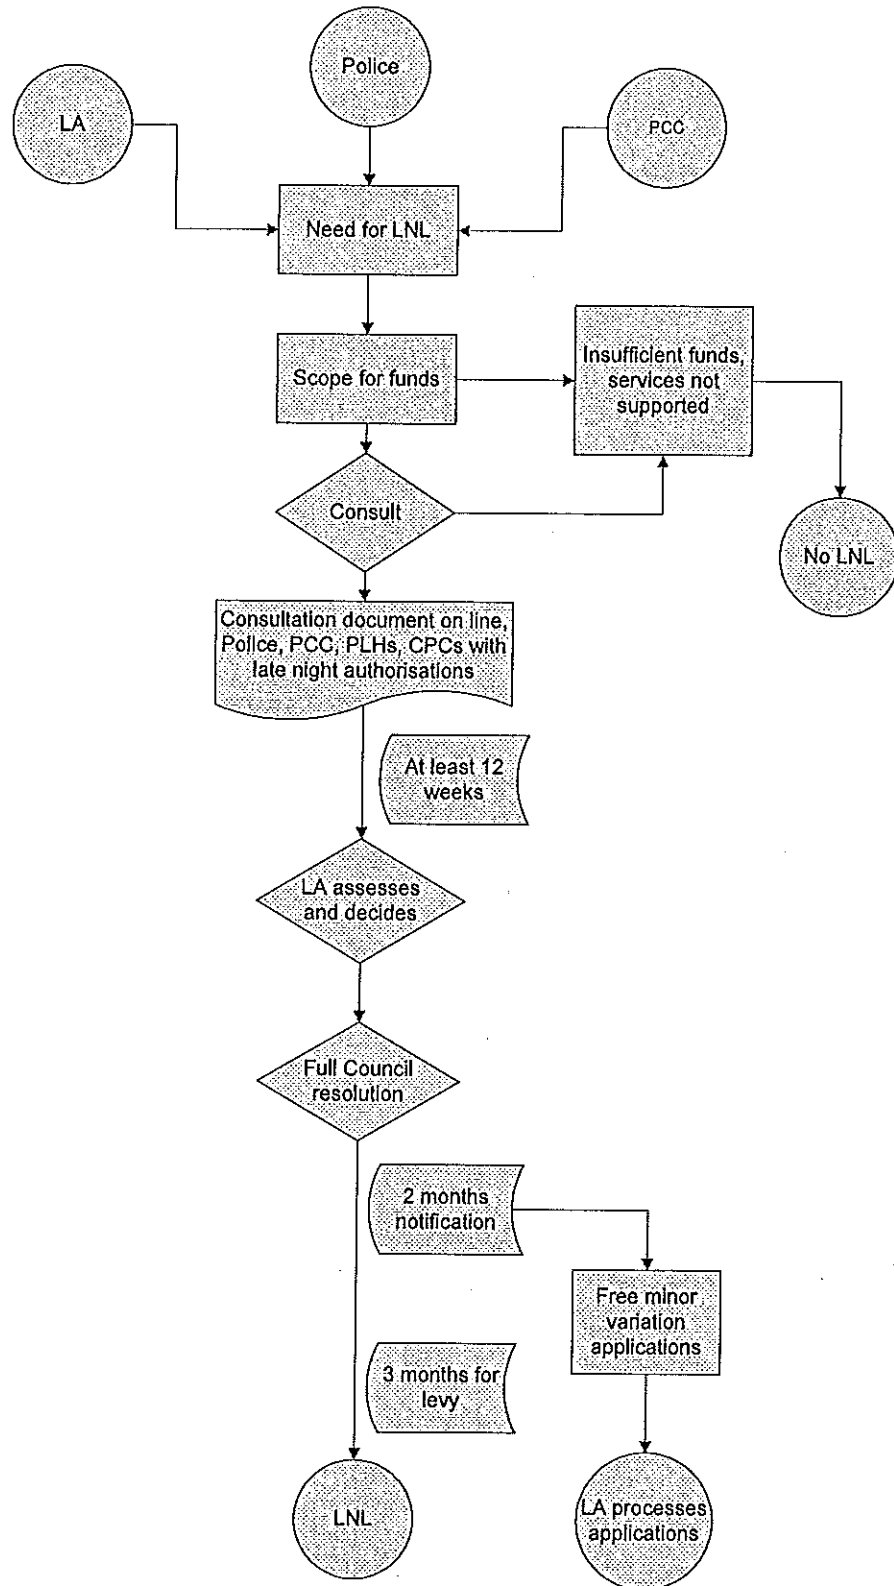 Police
LA
PCC
Need for LNL
Scope for funds
Insufficient funds,
services not
supported
Consult
No LNL
Consultation document on line,
Police, PCC, PLHs, CPCs with
late night authorisations
At least 12
weeks
LA assesses
and decides
Full Council
resolution
2 months
notification
Free minor
variation
applications
3 months for
levy
LNL
LA processes
applications